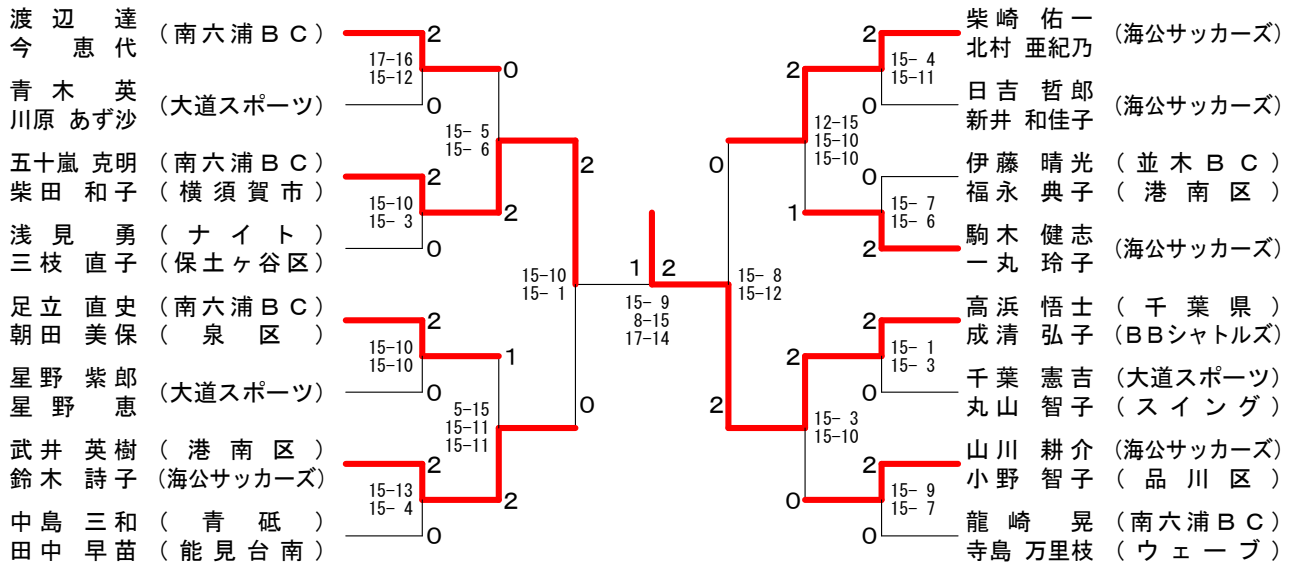 渡辺 達 (南六浦BC)
今 恵代
2
17-16
15-12
0
青木 英 (大道スポーツ)
川原 あず沙
0
15- 5
15- 6
2
五十嵐 克明 (南六浦BC)
柴田 和子 (横須賀市)
2
15-10
15- 3
2
浅見 勇 (ナイト)
三枝 直子 (保土ヶ谷区)
0
15-10
15- 1
1
足立 直史 (南六浦BC)
朝田 美保 (泉区)
2
15-10
15-10
1
星野 紫郎 (大道スポーツ)
星野 恵
0
5-15
15-11
15-11
0
武井 英樹 (港南区)
鈴木 詩子 (海公サッカーズ)
2
15-13
15- 4
2
中島 三和 (青砥)
田中 早苗 (能見台南)
0
2
15- 9
8-15
17-14
柴崎 佑一 (海公サッカーズ)
北村 亜紀乃
2
15- 4
15-11
2
日吉 哲郎 (海公サッカーズ)
新井 和佳子
0
12-15
15-10
15-10
0
伊藤 晴光 (並木BC)
福永 典子 (港南区)
0
15- 7
15- 6
1
駒木 健志 (海公サッカーズ)
一丸 玲子
2
15- 8
15-12
高浜 悟士 (千葉県)
成清 弘子 (BBシャトルズ)
2
15- 1
15- 3
2
千葉 憲吉 (大道スポーツ)
丸山 智子 (スイング)
0
15- 3
15-10
2
山川 耕介 (海公サッカーズ)
小野 智子 (品川区)
2
15- 9
15- 7
0
龍崎 晃 (南六浦BC)
寺島 万里枝 (ウェーブ)
0